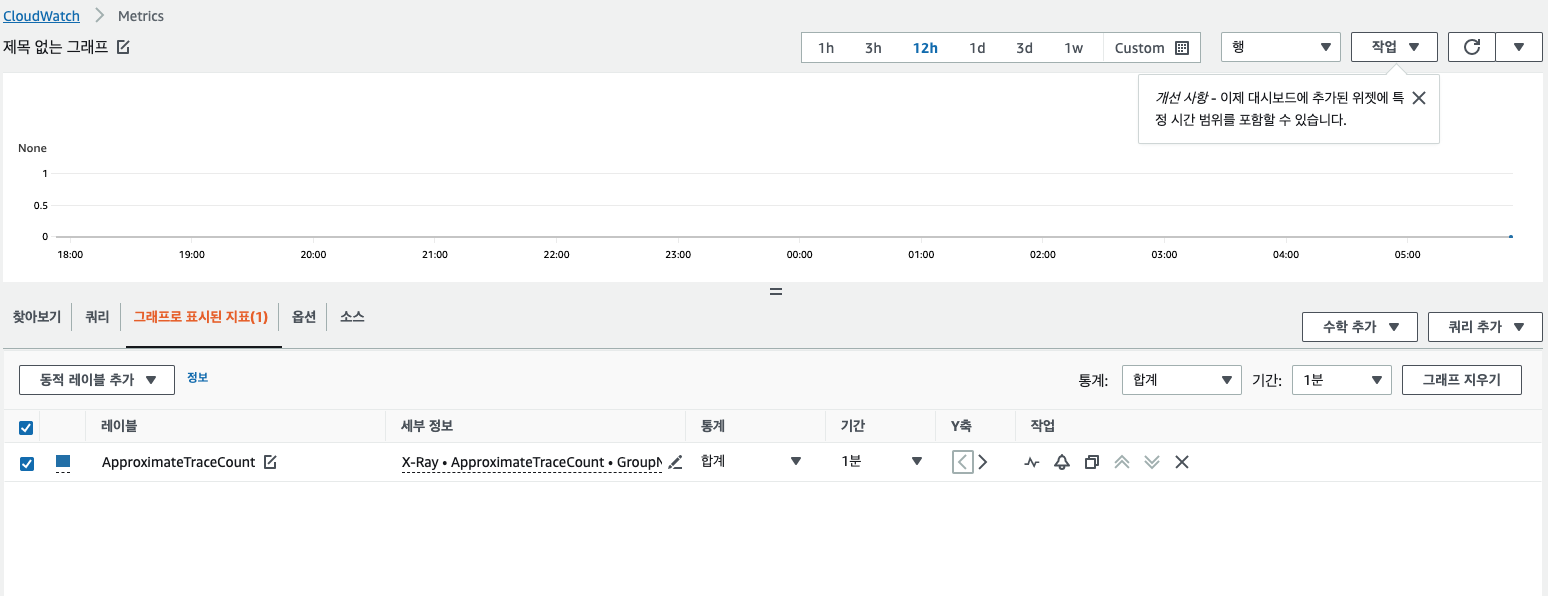 CloudWatch Metrics
제목 없는 그래프
1h 3h 12h 1d 3d 1w Custom 행 작업
개선 사항 - 이제 대시보드에 추가된 위젯에 특
정 시간 범위를 포함할 수 있습니다.
None
1
0.5
0
18:00 19:00 20:00 21:00 22:00 23:00 00:00 01:00 02:00 03:00 04:00 05:00
찾아보기 쿼리 그래프로 표시된 지표(1) 옵션 소스
수학 추가 쿼리 추가
동적 레이블 추가 정보 통계: 합계 기간: 1분 그래프 지우기
레이블 세부 정보 통계 기간 Y축 작업
ApproximateTraceCount X-Ray • ApproximateTraceCount • GroupN 합계 1분